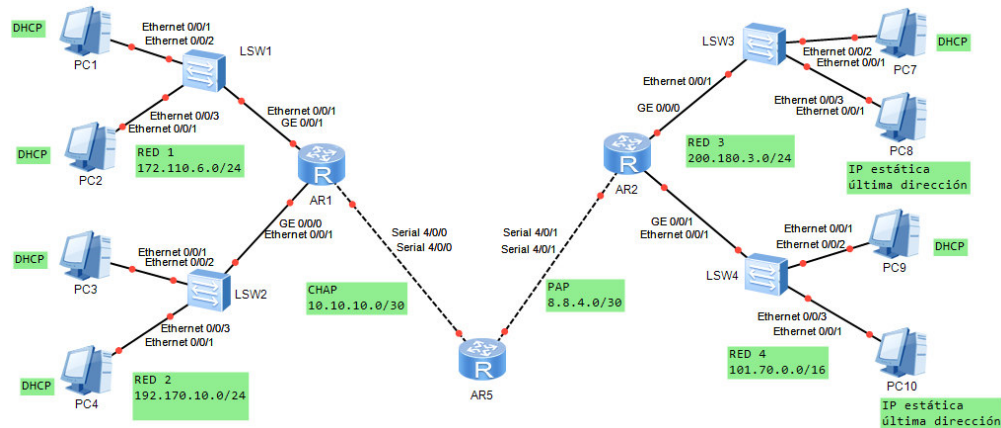 DHCP
PC1
Ethernet 0/0/1
Ethernet 0/0/2
LSW1
Ethernet 0/0/3
Ethernet 0/0/1
DHCP
PC2
Ethernet 0/0/1
GE 0/0/1
RED 1
172.110.6.0/24
AR1
GE 0/0/0
Ethernet 0/0/1
DHCP
PC3
Ethernet 0/0/1
Ethernet 0/0/2
LSW2
Ethernet 0/0/3
Ethernet 0/0/1
DHCP
PC4
RED 2
192.170.10.0/24
Serial 4/0/0
Serial 4/0/0
CHAP
10.10.10.0/30
AR5
Serial 4/0/1
Serial 4/0/1
PAP
8.8.4.0/30
LSW3
Ethernet 0/0/2
Ethernet 0/0/1
PC7
DHCP
Ethernet 0/0/1
GE 0/0/0
Ethernet 0/0/3
Ethernet 0/0/1
PC8
RED 3
200.180.3.0/24
IP estática
última dirección
AR2
GE 0/0/1
Ethernet 0/0/1
Ethernet 0/0/1
Ethernet 0/0/2
PC9
DHCP
LSW4
Ethernet 0/0/3
Ethernet 0/0/1
RED 4
101.70.0.0/16
PC10
IP estática
última dirección